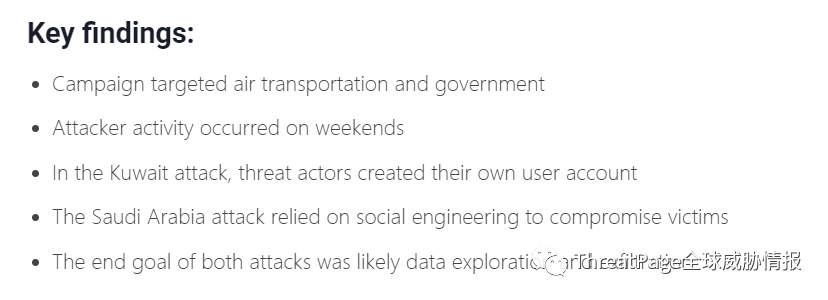 Key findings:
Campaign targeted air transportation and government
Attacker activity occurred on weekends
In the Kuwait attack, threat actors created their own user account
The Saudi Arabia attack relied on social engineering to compromise victims
The end goal of both attacks was likely data exploration and
ThreatPage全球威胁情报